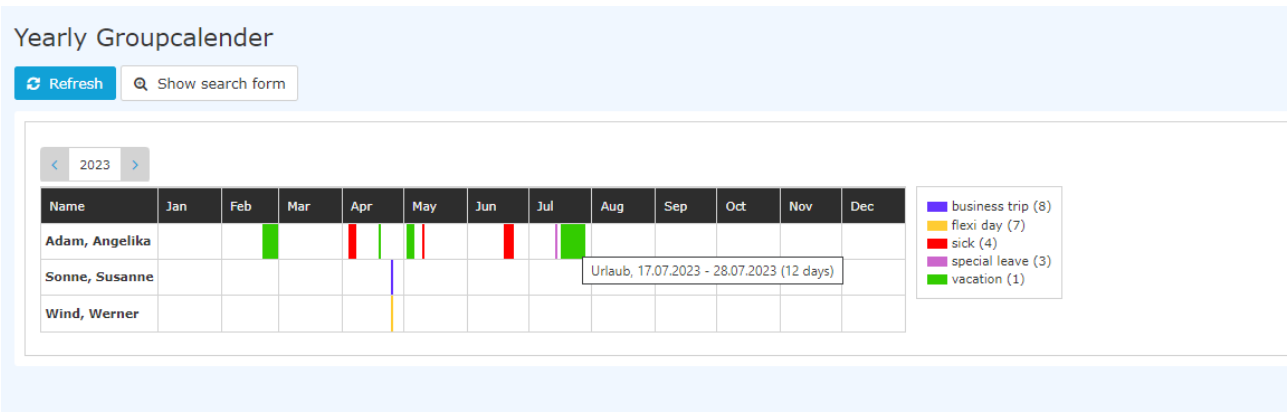 Yearly Groupcalender
Refresh Show search form
< 2023 >
Name Jan Feb Mar Apr May Jun Jul Aug Sep Oct Nov Dec
Adam, Angelika
Sonne, Susanne
Wind, Werner
Urlaub, 17.07.2023 - 28.07.2023 (12 days)
business trip (8)
flexi day (7)
sick (4)
special leave (3)
vacation (1)